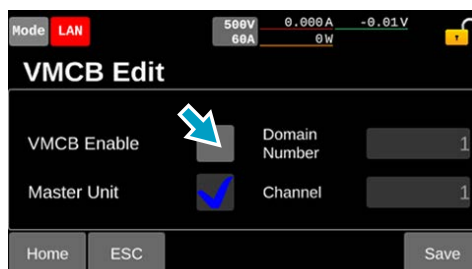 Mode LAN 500V 0.000A -0.01V
60A 0W
VMCB Edit
VMCB Enable Domain Number 1
Master Unit Channel 1
Home ESC Save